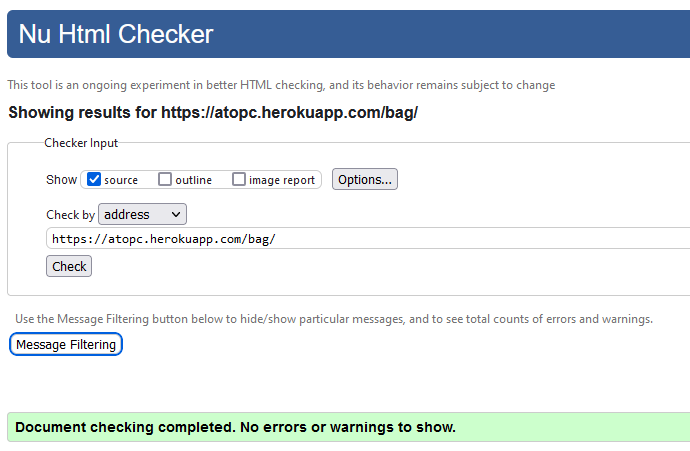 Nu Html Checker
This tool is an ongoing experiment in better HTML checking, and its behavior remains subject to change
Showing results for https://atopc.herokuapp.com/bag/
Checker Input
Show source outline image report Options...
Check by address
https://atopc.herokuapp.com/bag/
Check
Use the Message Filtering button below to hide/show particular messages, and to see total counts of errors and warnings.
Message Filtering
Document checking completed. No errors or warnings to show.